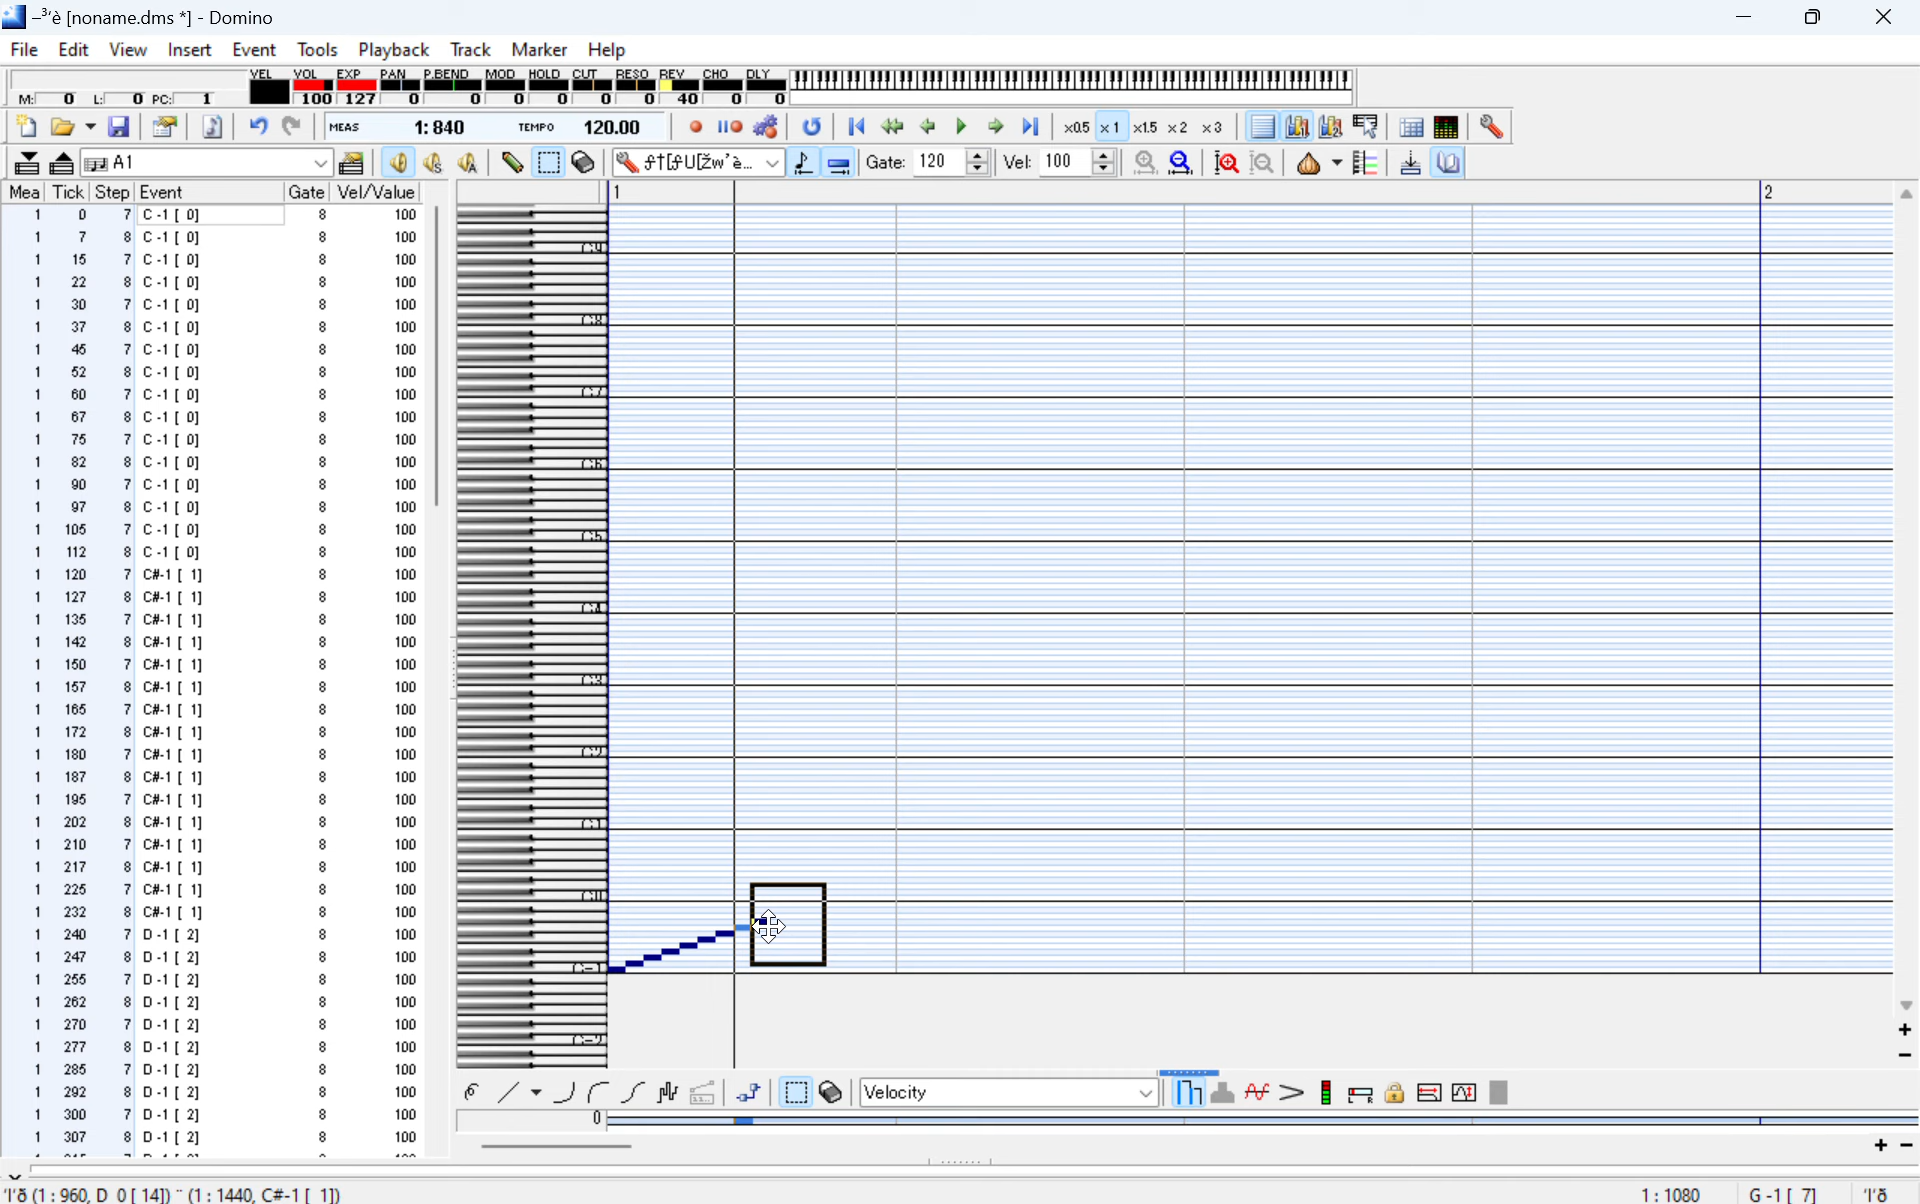 –³‘è [noname.dms *] - Domino
File Edit View Insert Event Tools Playback Track Marker Help
VEL VOL EXP PAN P.BEND MOD HOLD CUT RESO REV CHO DLY
M: 0 L: 0 PC: 1 100 127 0 0 0 0 0 0 40 0 0
MEAS 1: 840 TEMPO 120.00 x0.5 x 1 x1.5 x 2 x 3
A1 Gate: 120 Vel: 100
Mea Tick Step Event Gate Vel/Value 1 2
1 0 7 C -1 [ 0] 8 100
1 7 8 C -1 [ 0] 8 100
1 15 7 C -1 [ 0] 8 100
1 22 8 C -1 [ 0] 8 100
1 30 7 C -1 [ 0] 8 100
1 37 8 C -1 [ 0] 8 100
1 45 7 C -1 [ 0] 8 100
1 52 8 C -1 [ 0] 8 100
1 60 7 C -1 [ 0] 8 100
1 67 8 C -1 [ 0] 8 100
1 75 7 C -1 [ 0] 8 100
1 82 8 C -1 [ 0] 8 100
1 90 7 C -1 [ 0] 8 100
1 97 8 C -1 [ 0] 8 100
1 105 7 C -1 [ 0] 8 100
1 112 8 C -1 [ 0] 8 100
1 120 7 C#-1 [ 1] 8 100
1 127 8 C#-1 [ 1] 8 100
1 135 7 C#-1 [ 1] 8 100
1 142 8 C#-1 [ 1] 8 100
1 150 7 C#-1 [ 1] 8 100
1 157 8 C#-1 [ 1] 8 100
1 165 7 C#-1 [ 1] 8 100
1 172 8 C#-1 [ 1] 8 100
1 180 7 C#-1 [ 1] 8 100
1 187 8 C#-1 [ 1] 8 100
1 195 7 C#-1 [ 1] 8 100
1 202 8 C#-1 [ 1] 8 100
1 210 7 C#-1 [ 1] 8 100
1 217 8 C#-1 [ 1] 8 100
1 225 7 C#-1 [ 1] 8 100
1 232 8 C#-1 [ 1] 8 100
1 240 7 D -1 [ 2] 8 100
1 247 8 D -1 [ 2] 8 100
1 255 7 D -1 [ 2] 8 100
1 262 8 D -1 [ 2] 8 100
1 270 7 D -1 [ 2] 8 100
1 277 8 D -1 [ 2] 8 100
1 285 7 D -1 [ 2] 8 100
1 292 8 D -1 [ 2] 8 100
1 300 7 D -1 [ 2] 8 100
1 307 8 D -1 [ 2] 8 100
C9
C8
C7
C6
C5
C4
C3
C2
C1
C0
C-1
C-2
Velocity
0
'I'ð (1 : 960, D 0 [ 14]) ¨ (1 : 1440, C#-1 [ 1]) 1 : 1080 G -1 [ 7] 'I'ð